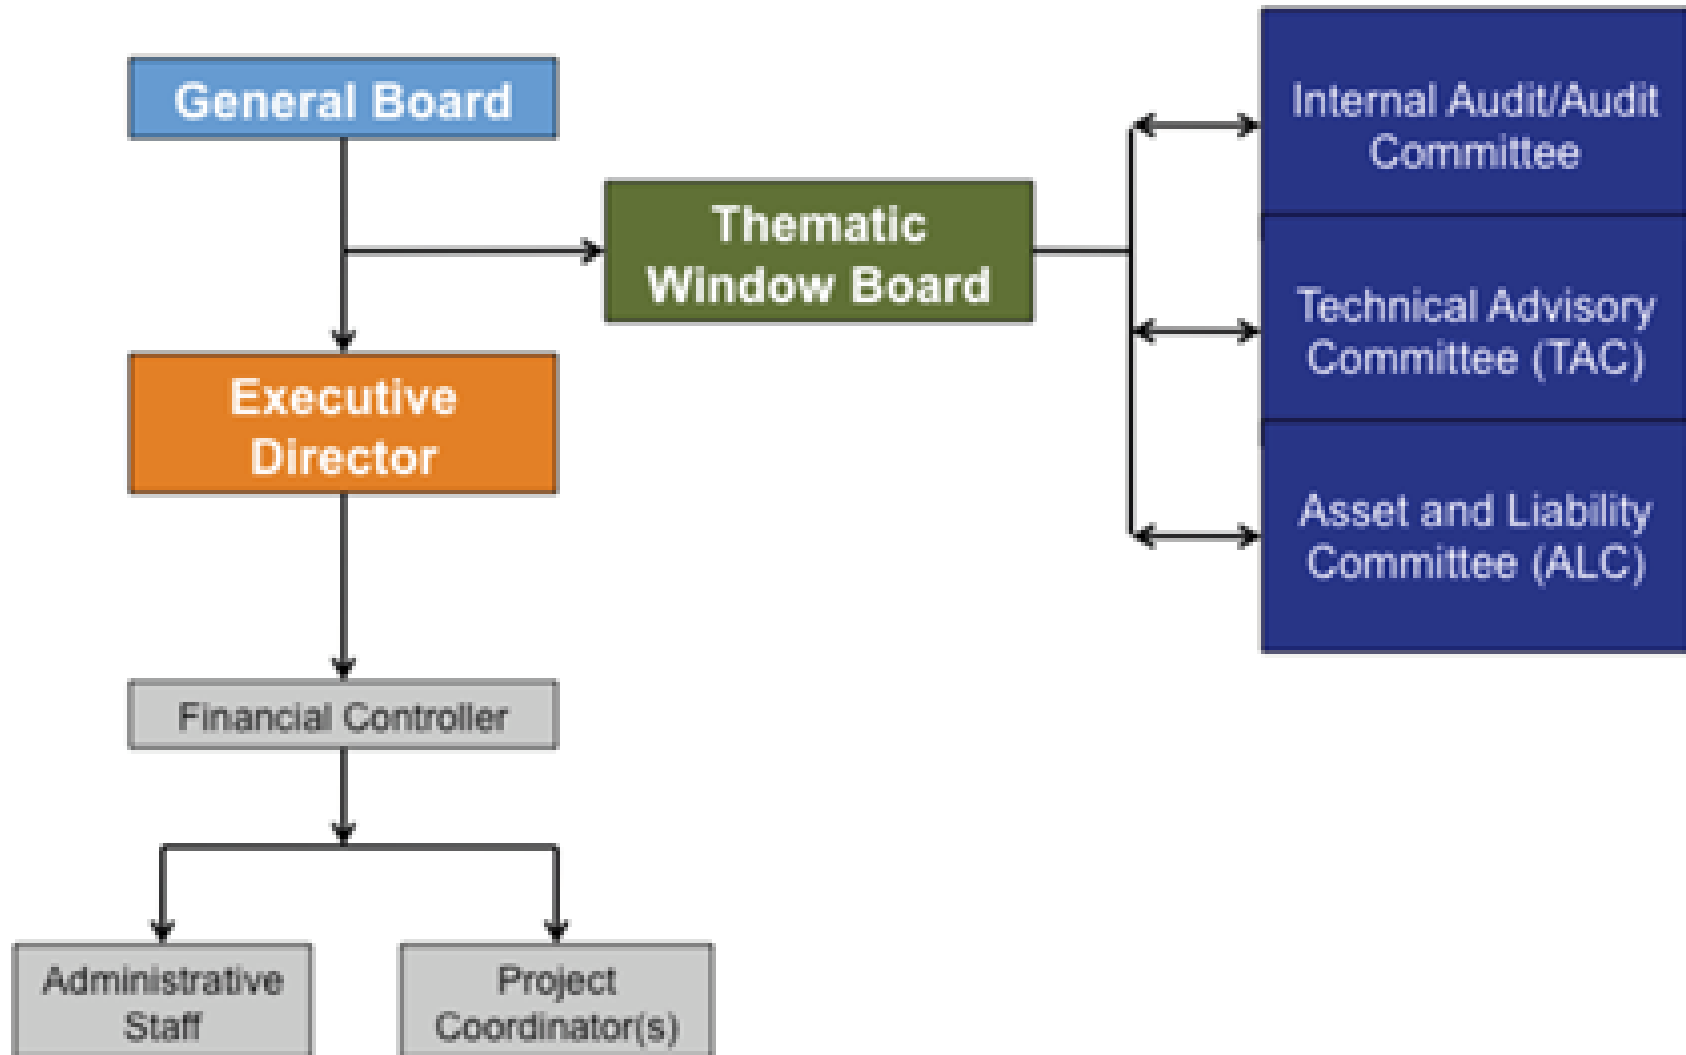 General Board
Thematic
Window Board
Executive
Director
Financial Controller
Administrative
Staff
Project
Coordinator(s)
Internal Audit/Audit
Committee
Technical Advisory
Committee (TAC)
Asset and Liability
Committee (ALC)